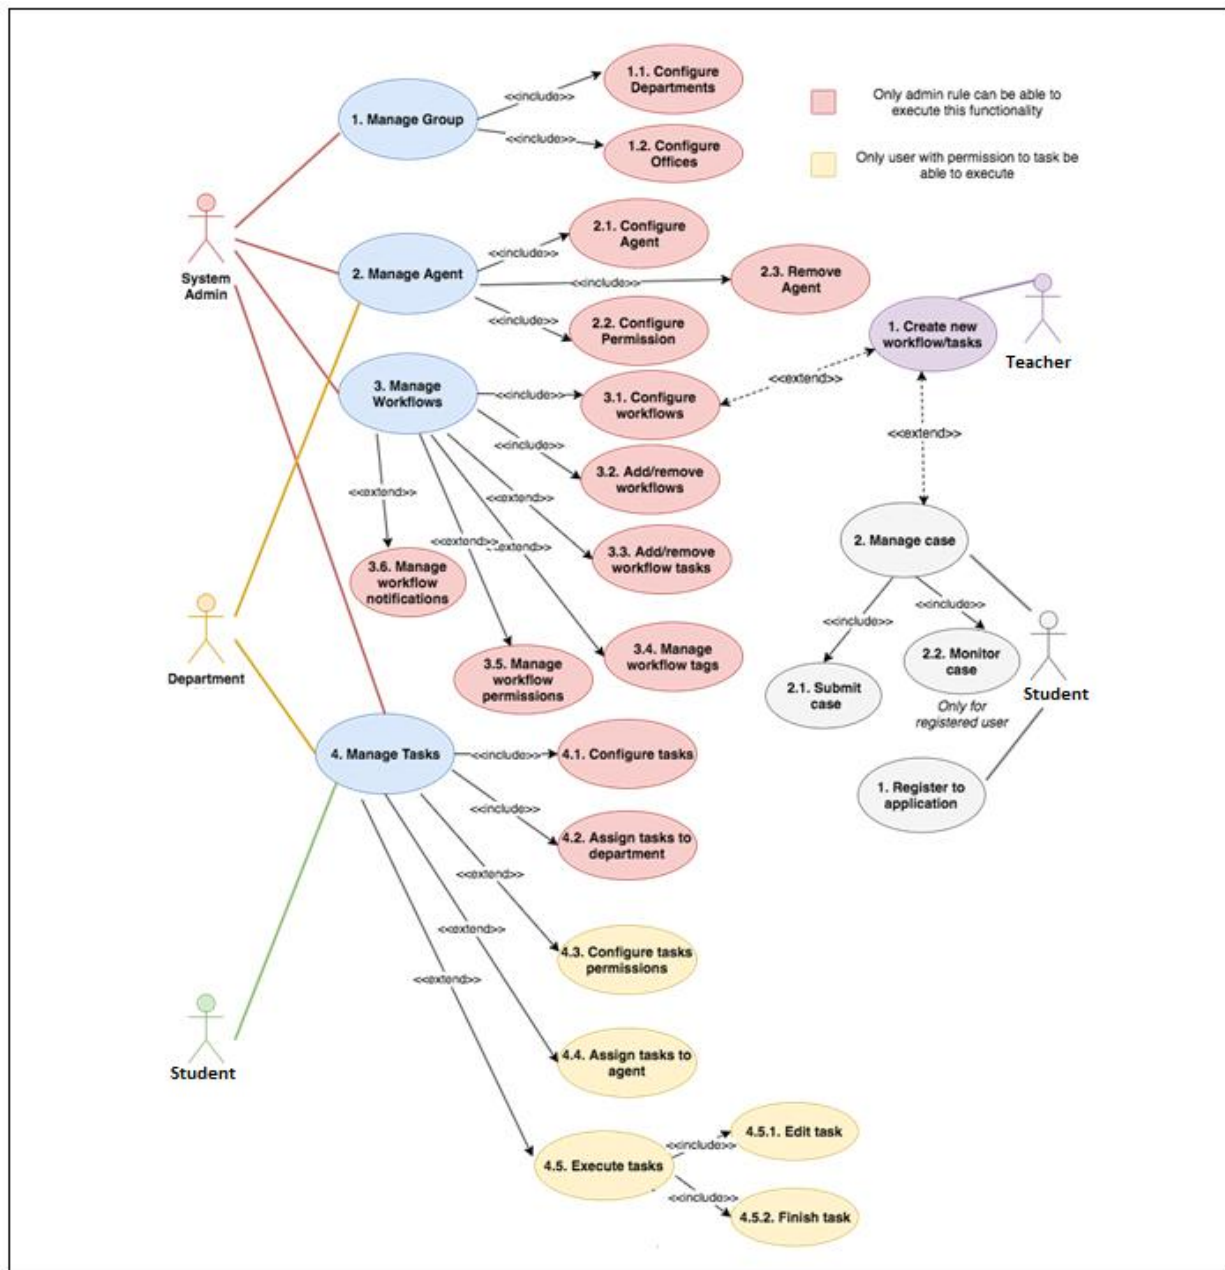 1.1. Configure
Departments
<<include>>
1. Manage Group
<<include>>
1.2. Configure
Offices
Only admin rule can be able to
execute this functionality
Only user with permission to task be
able to execute
System
Admin
2.1. Configure
Agent
<<include>>
2. Manage Agent
<<include>>
2.3. Remove
Agent
<<include>>
2.2. Configure
Permission
1. Create new
workflow/tasks
Teacher
<<extend>>
3. Manage
Workflows
<<include>>
3.1. Configure
workflows
<<include>>
3.2. Add/remove
workflows
<<extend>>
<<extend>>
<<extend>>
<<extend>>
<<extend>>
3.3. Add/remove
workflow tasks
3.6. Manage
workflow
notifications
2. Manage case
<<include>>
<<include>>
3.4. Manage
workflow tags
3.5. Manage
workflow
permissions
2.2. Monitor
case
Only for
registered user
2.1. Submit
case
Student
Department
4. Manage Tasks
<<include>>
4.1. Configure tasks
<<include>>
4.2. Assign tasks to
department
1. Register to
application
<<extend>>
<<extend>>
<<extend>>
4.3. Configure tasks
permissions
4.4. Assign tasks to
agent
Student
4.5. Execute tasks
<<include>>
4.5.1. Edit task
<<include>>
4.5.2. Finish task